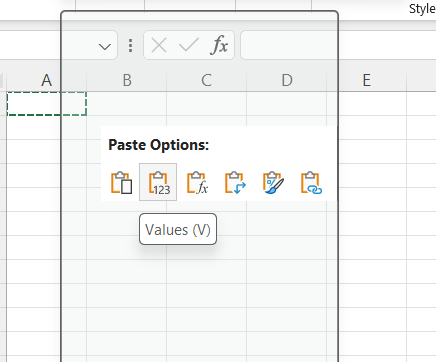 Style
fx
A B C D E
Paste Options:
123 fx %
Values (V)